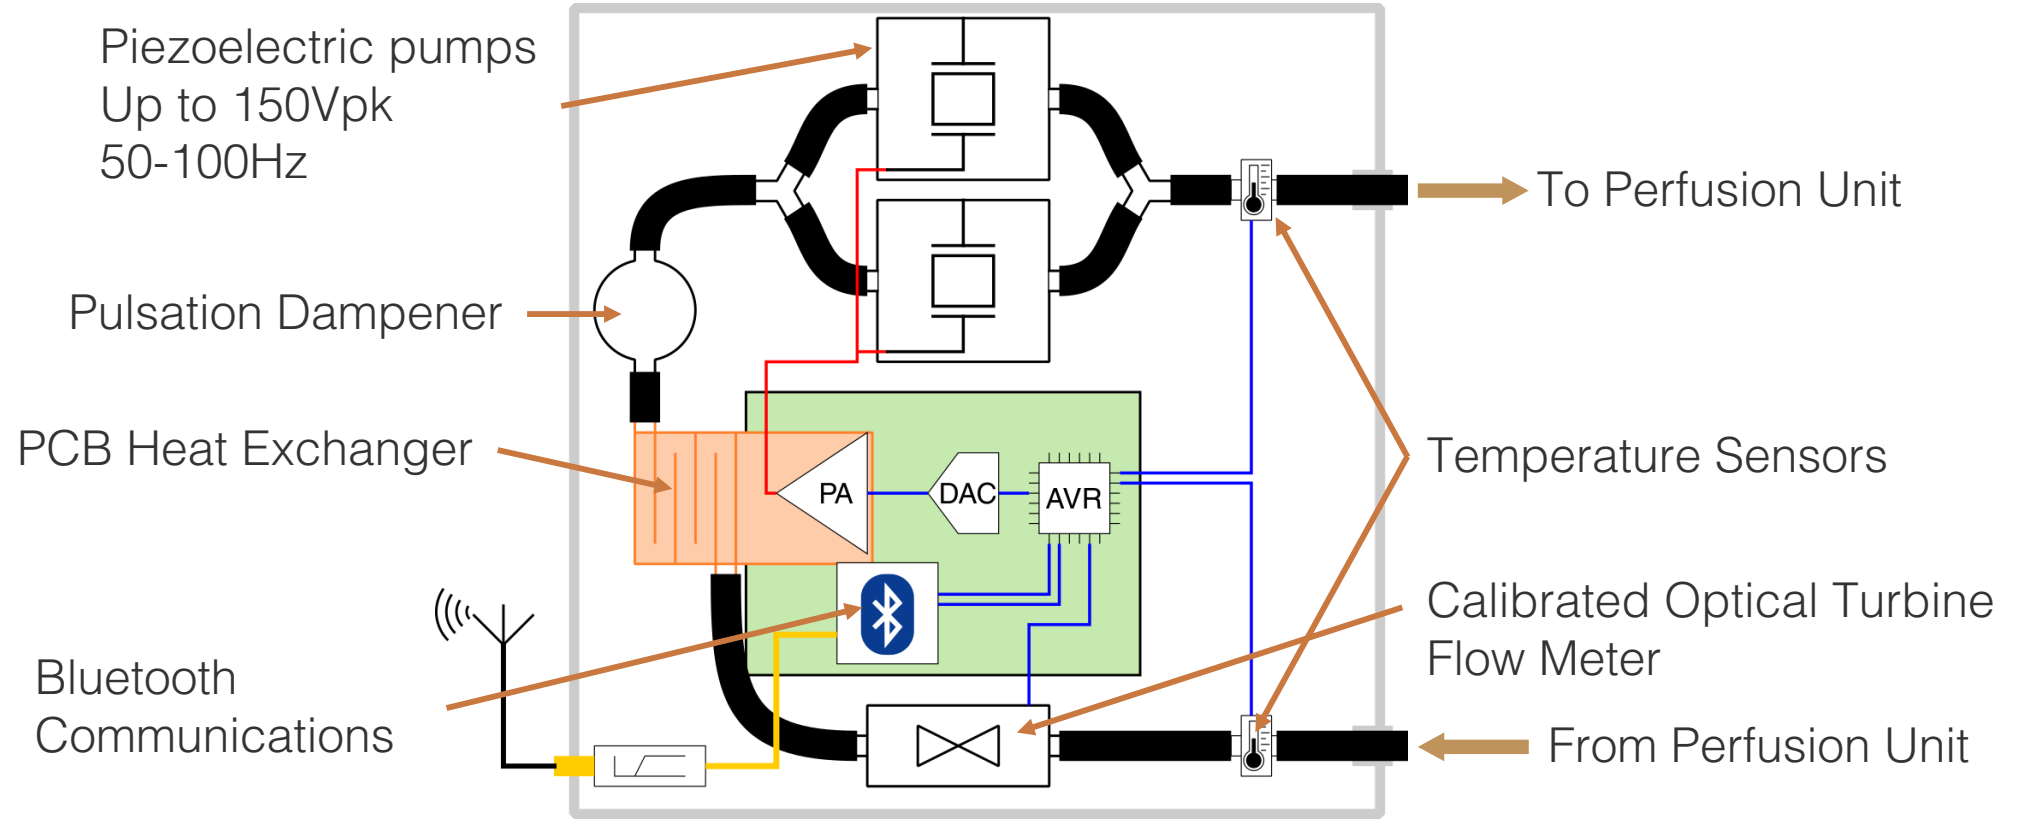 Piezoelectric pumps
Up to 150Vpk
50-100Hz
To Perfusion Unit
Pulsation Dampener
PCB Heat Exchanger
Temperature Sensors
PA
DAC
AVR
Calibrated Optical Turbine
Flow Meter
Bluetooth
Communications
From Perfusion Unit